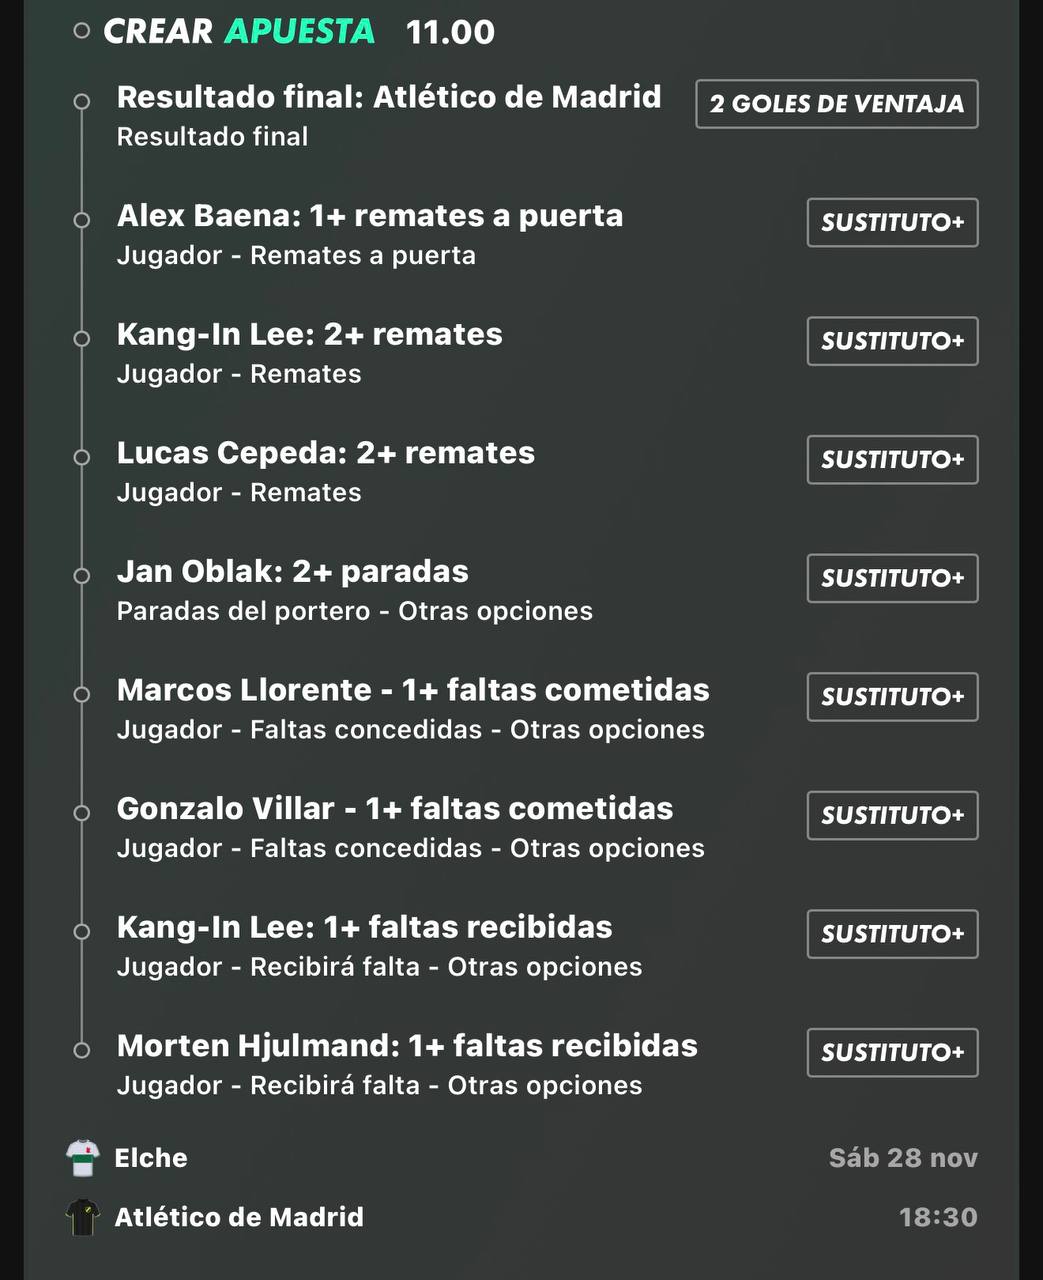 CREAR APUESTA 11.00
Resultado final: Atlético de Madrid 2 GOLES DE VENTAJA
Resultado final
Alex Baena: 1+ remates a puerta SUSTITUTO+
Jugador - Remates a puerta
Kang-In Lee: 2+ remates SUSTITUTO+
Jugador - Remates
Lucas Cepeda: 2+ remates SUSTITUTO+
Jugador - Remates
Jan Oblak: 2+ paradas SUSTITUTO+
Paradas del portero - Otras opciones
Marcos Llorente - 1+ faltas cometidas SUSTITUTO+
Jugador - Faltas concedidas - Otras opciones
Gonzalo Villar - 1+ faltas cometidas SUSTITUTO+
Jugador - Faltas concedidas - Otras opciones
Kang-In Lee: 1+ faltas recibidas SUSTITUTO+
Jugador - Recibirá falta - Otras opciones
Morten Hjulmand: 1+ faltas recibidas SUSTITUTO+
Jugador - Recibirá falta - Otras opciones
Elche Sáb 28 nov
Atlético de Madrid 18:30